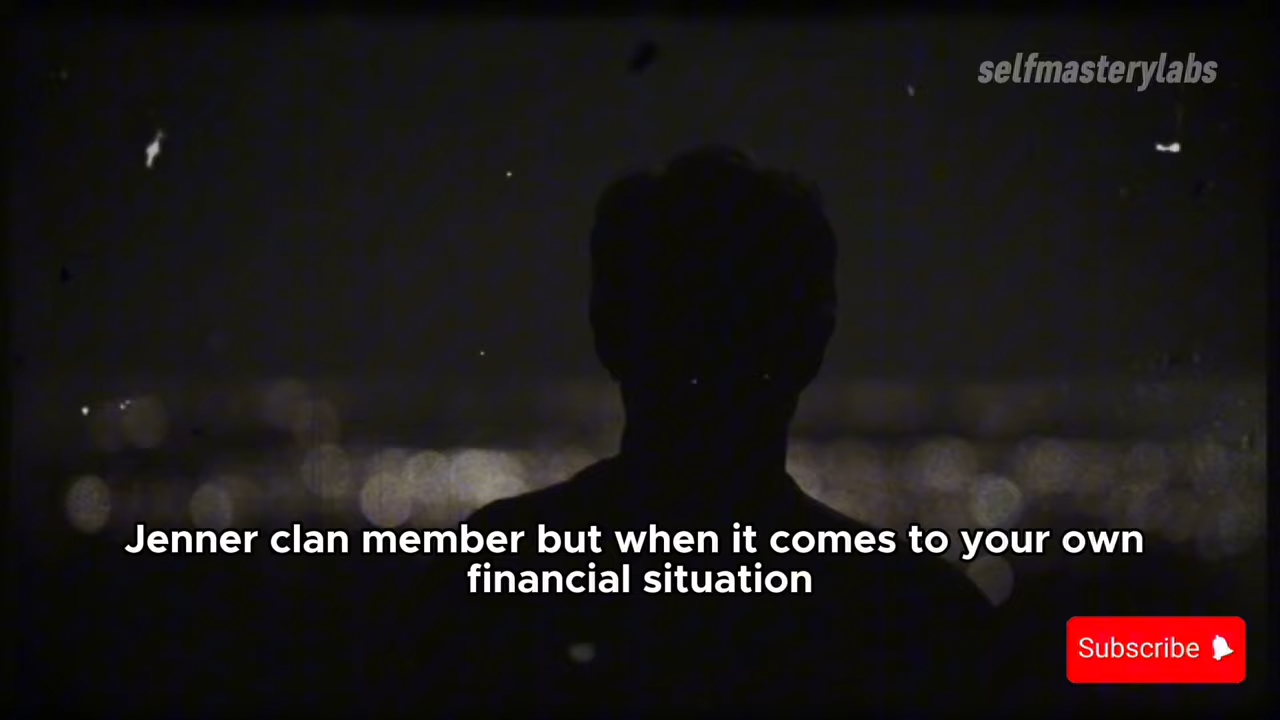 selfmasterylabs
Jenner clan member but when it comes to your own
financial situation
Subscribe